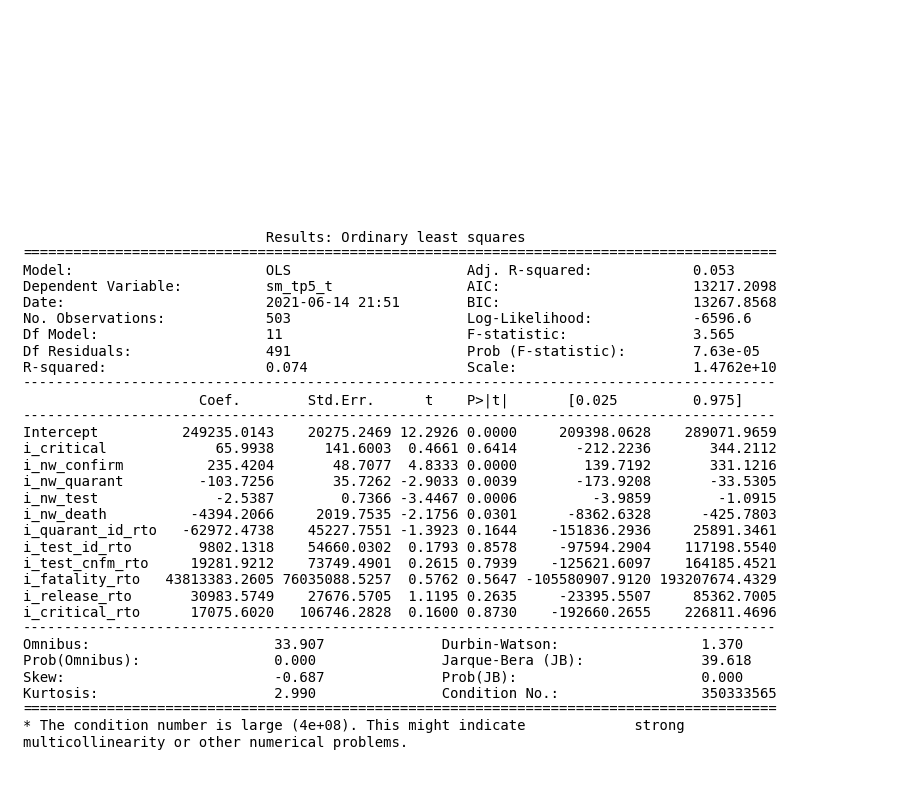 Results: Ordinary least squares
==========================================================================================
Model: OLS Adj. R-squared: 0.053
Dependent Variable: sm_tp5_t AIC: 13217.2098
Date: 2021-06-14 21:51 BIC: 13267.8568
No. Observations: 503 Log-Likelihood: -6596.6
Df Model: 11 F-statistic: 3.565
Df Residuals: 491 Prob (F-statistic): 7.63e-05
R-squared: 0.074 Scale: 1.4762e+10
------------------------------------------------------------------------------------------
Coef. Std.Err. t P>|t| [0.025 0.975]
------------------------------------------------------------------------------------------
Intercept 249235.0143 20275.2469 12.2926 0.0000 209398.0628 289071.9659
i_critical 65.9938 141.6003 0.4661 0.6414 -212.2236 344.2112
i_nw_confirm 235.4204 48.7077 4.8333 0.0000 139.7192 331.1216
i_nw_quarant -103.7256 35.7262 -2.9033 0.0039 -173.9208 -33.5305
i_nw_test -2.5387 0.7366 -3.4467 0.0006 -3.9859 -1.0915
i_nw_death -4394.2066 2019.7535 -2.1756 0.0301 -8362.6328 -425.7803
i_quarant_id_rto -62972.4738 45227.7551 -1.3923 0.1644 -151836.2936 25891.3461
i_test_id_rto 9802.1318 54660.0302 0.1793 0.8578 -97594.2904 117198.5540
i_test_cnfm_rto 19281.9212 73749.4901 0.2615 0.7939 -125621.6097 164185.4521
i_fatality_rto 43813383.2605 76035088.5257 0.5762 0.5647 -105580907.9120 193207674.4329
i_release_rto 30983.5749 27676.5705 1.1195 0.2635 -23395.5507 85362.7005
i_critical_rto 17075.6020 106746.2828 0.1600 0.8730 -192660.2655 226811.4696
------------------------------------------------------------------------------------------
Omnibus: 33.907 Durbin-Watson: 1.370
Prob(Omnibus): 0.000 Jarque-Bera (JB): 39.618
Skew: -0.687 Prob(JB): 0.000
Kurtosis: 2.990 Condition No.: 350333565
==========================================================================================
* The condition number is large (4e+08). This might indicate strong
multicollinearity or other numerical problems.